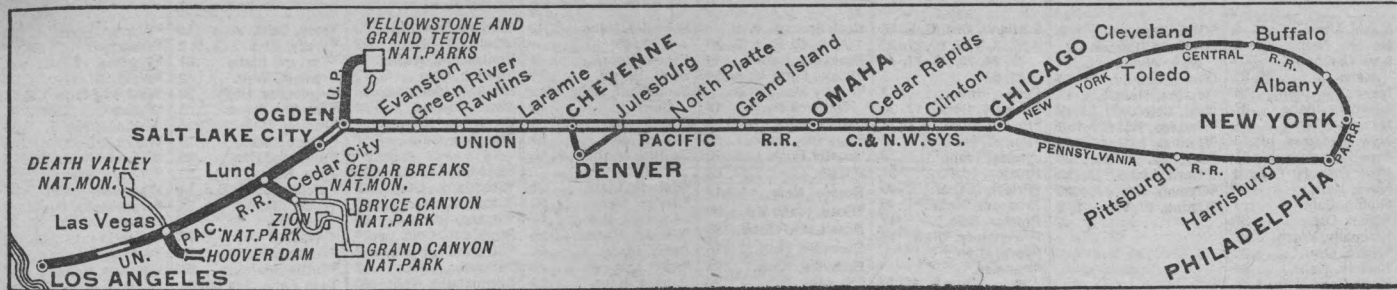 YELLOWSTONE AND
GRAND TETON
NAT. PARKS
U.P.
OGDEN
SALT LAKE CITY
Evanston
Green River
Rawlins
Laramie
CHEYENNE
Julesburg
North Platte
Grand Island
OMAHA
Cedar Rapids
Clinton
CHICAGO
UNION
PACIFIC
R.R.
C.& N.W. SYS.
DENVER
NEW YORK
CENTRAL
R.R.
Toledo
Cleveland
Buffalo
Albany
NEW YORK
PA. R.R.
PENNSYLVANIA
R.R.
Pittsburgh
Harrisburg
PHILADELPHIA
DEATH VALLEY
NAT. MON.
Lund
Cedar City
CEDAR BREAKS
NAT. MON.
BRYCE CANYON
NAT. PARK
ZION
NAT. PARK
GRAND CANYON
NAT. PARK
Las Vegas
HOOVER DAM
UN.
PAC.
R.R.
LOS ANGELES